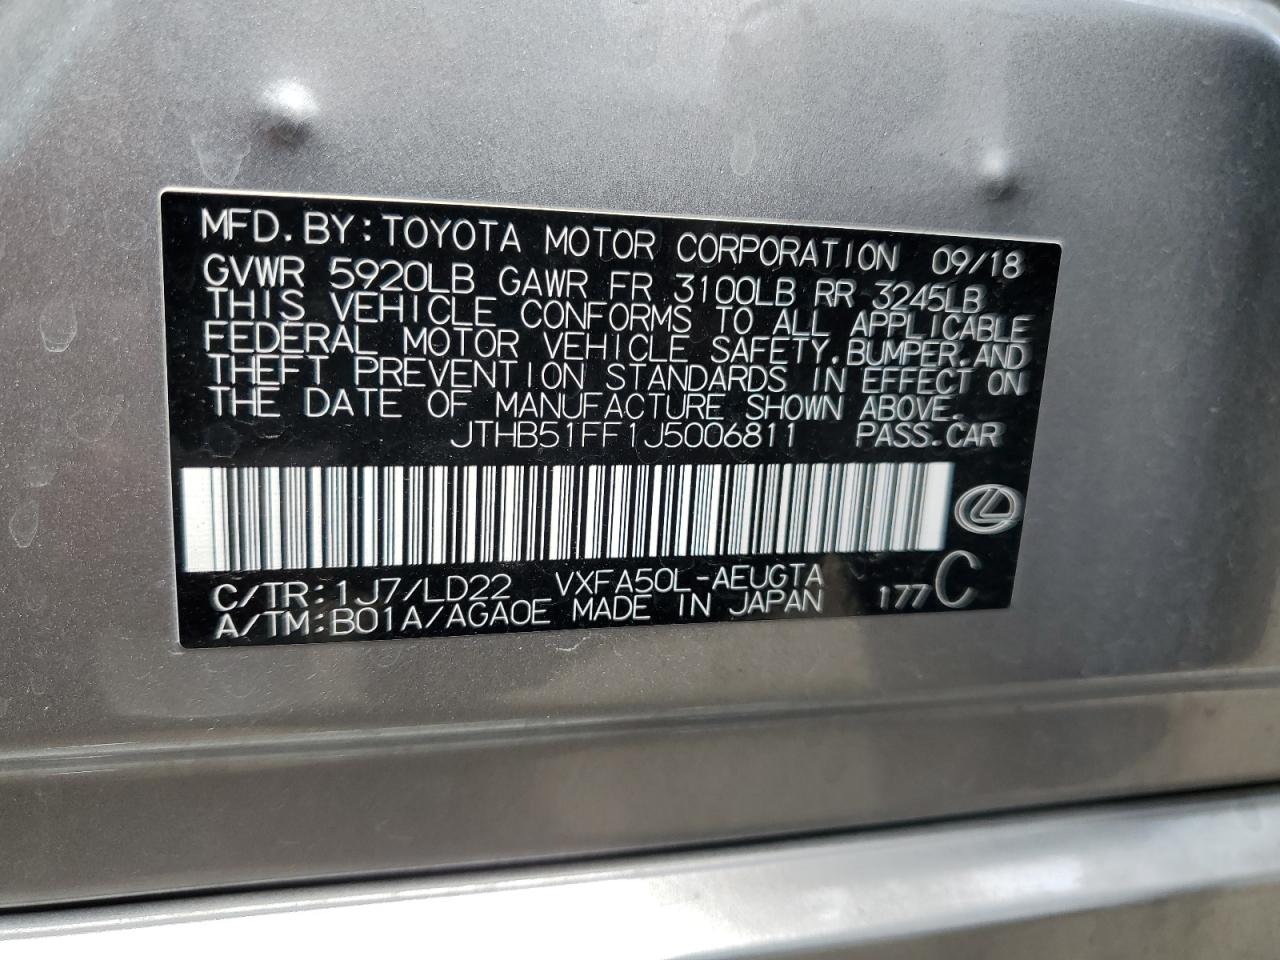 MFD.BY:TOYOTA MOTOR CORPORATION 09/18
GVWR 5920LB GAWR FR 3100LB RR 3245LB
THIS VEHICLE CONFORMS TO ALL APPLICABLE
FEDERAL MOTOR VEHICLE SAFETY,BUMPER,AND
THEFT PREVENTION STANDARDS IN EFFECT ON
THE DATE OF MANUFACTURE SHOWN ABOVE.
JTHB51FF1J5006811 PASS.CAR
C/TR:1J7/LD22 VXFA50L-AEUGTA
A/TM:B01A/AGA0E MADE IN JAPAN 177C